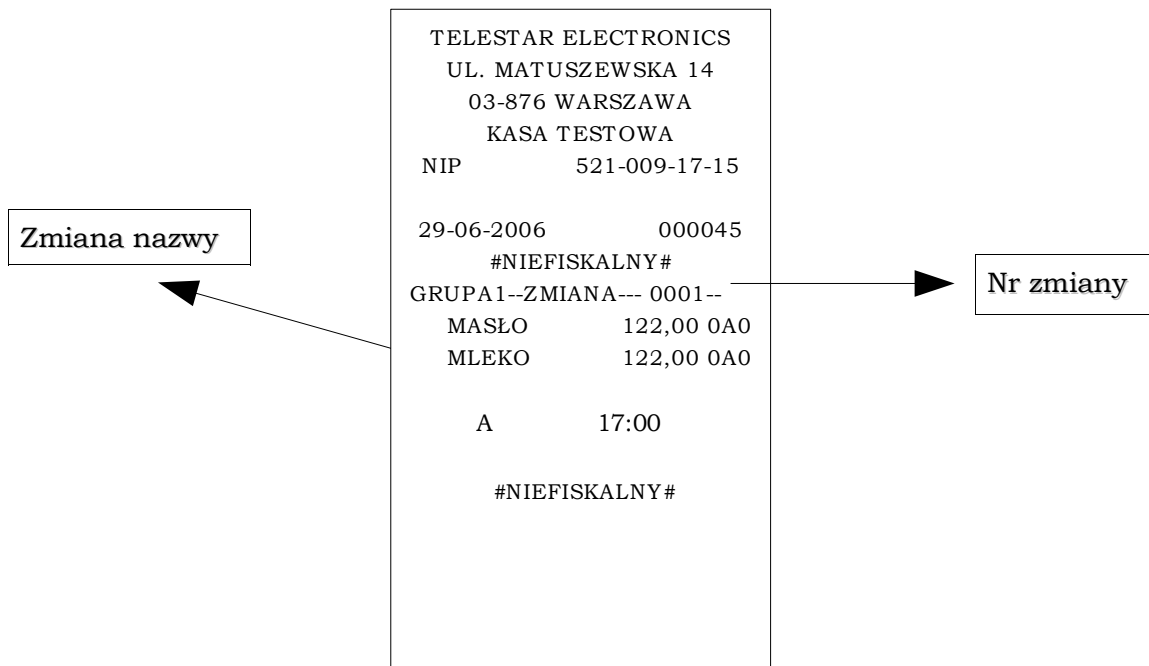 TELESTAR ELECTRONICS
UL. MATUSZEWSKA 14
03-876 WARSZAWA
KASA TESTOWA
NIP 521-009-17-15
Zmiana nazwy
29-06-2006 000045
#NIEFISKALNY#
GRUPA1--ZMIANA--- 0001--
Nr zmiany
MASŁO 122,00 0A0
MLEKO 122,00 0A0
A 17:00
#NIEFISKALNY#